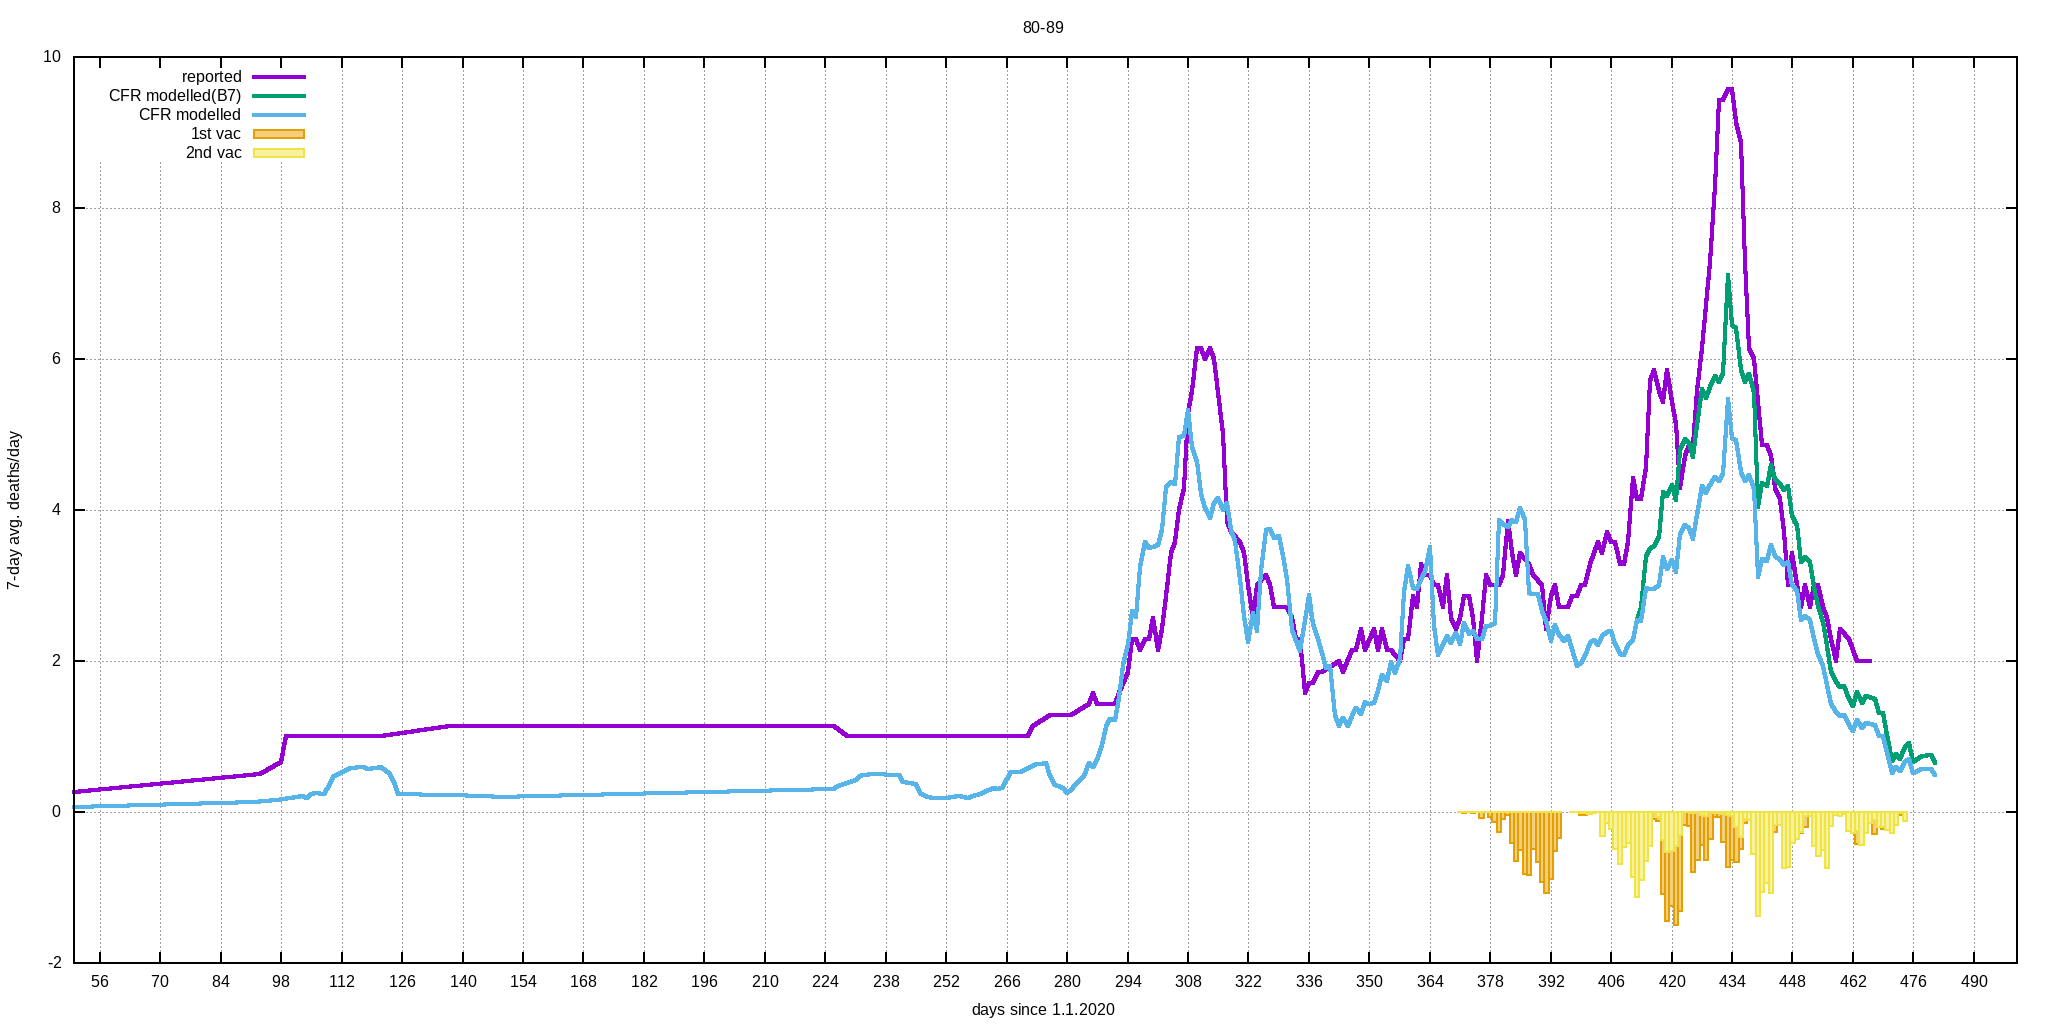 80-89
reported
CFR modelled(B7)
CFR modelled
1st vac
2nd vac
10
8
6
4
2
0
-2
7-day avg. deaths/day
56 70 84 98 112 126 140 154 168 182 196 210 224 238 252 266 280 294 308 322 336 350 364 378 392 406 420 434 448 462 476 490
days since 1.1.2020